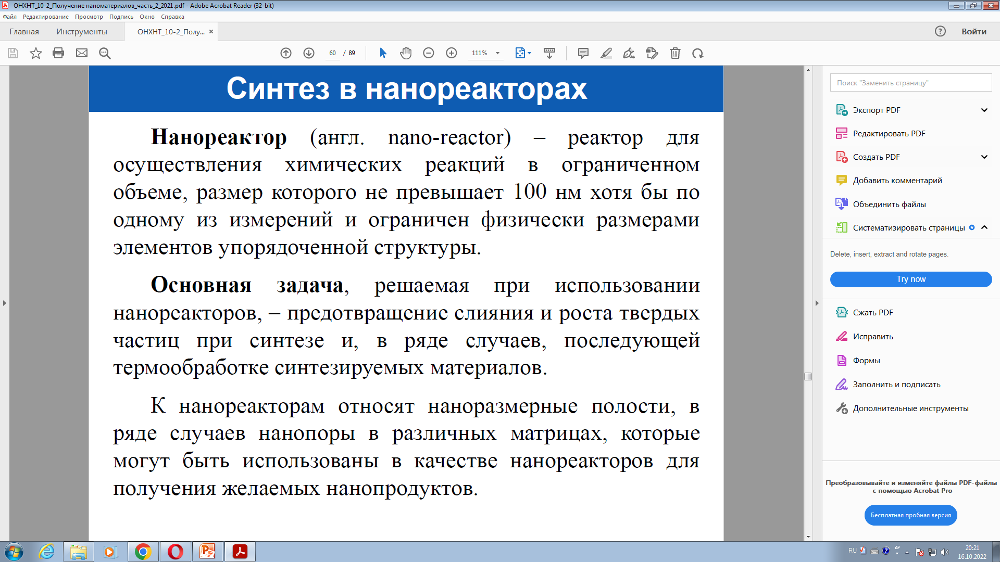 ОНХНТ_10-2_Получение наноматериалов_часть_2_2021.pdf - Adobe Acrobat Reader (32-bit)
Файл Редактирование Просмотр Подпись Окно Справка
Главная Инструменты ОНХНТ_10-2_Полу... × Войти
60 / 89 111%
Синтез в нанореакторах
Нанореактор (англ. nano-reactor) – реактор для
осуществления химических реакций в ограниченном
объеме, размер которого не превышает 100 нм хотя бы по
одному из измерений и ограничен физически размерами
элементов упорядоченной структуры.
Основная задача, решаемая при использовании
нанореакторов, – предотвращение слияния и роста твердых
частиц при синтезе и, в ряде случаев, последующей
термообработке синтезируемых материалов.
К нанореакторам относят наноразмерные полости, в
ряде случаев нанопоры в различных матрицах, которые
могут быть использованы в качестве нанореакторов для
получения желаемых нанопродуктов.
Поиск "Заменить страницу"
Экспорт PDF
Редактировать PDF
Создать PDF
Добавить комментарий
Объединить файлы
Систематизировать страницы
Delete, insert, extract and rotate pages.
Try now
Сжать PDF
Исправить
Формы
Заполнить и подписать
Дополнительные инструменты
Преобразовывайте и изменяйте файлы PDF-файлы
с помощью Acrobat Pro
Бесплатная пробная версия
RU
20:21
16.10.2022